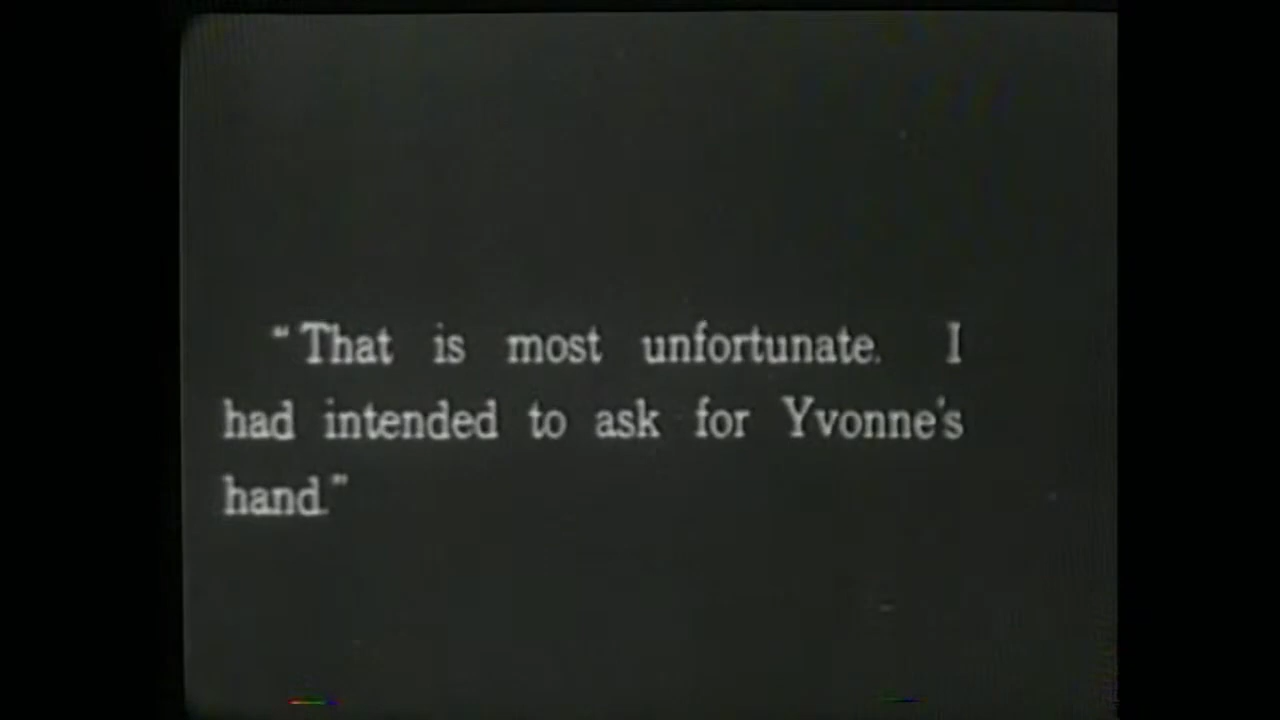 "That is most unfortunate. I
had intended to ask for Yvonne's
hand."